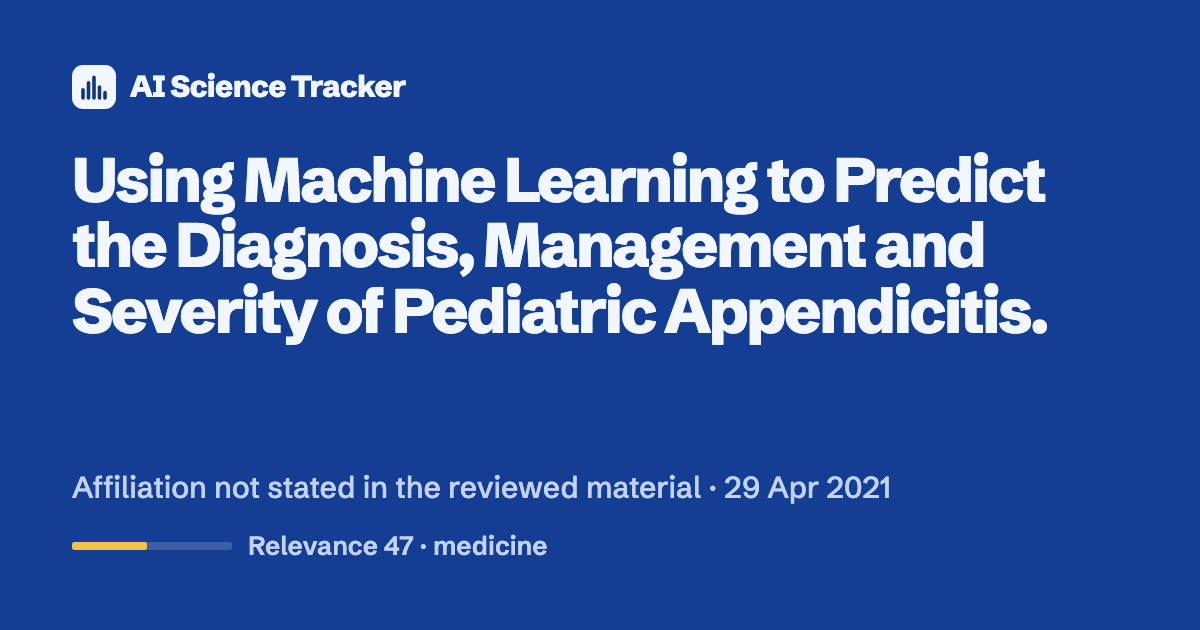 AI Science Tracker
Using Machine Learning to Predict
the Diagnosis, Management and
Severity of Pediatric Appendicitis.
Affiliation not stated in the reviewed material · 29 Apr 2021
Relevance 47 · medicine